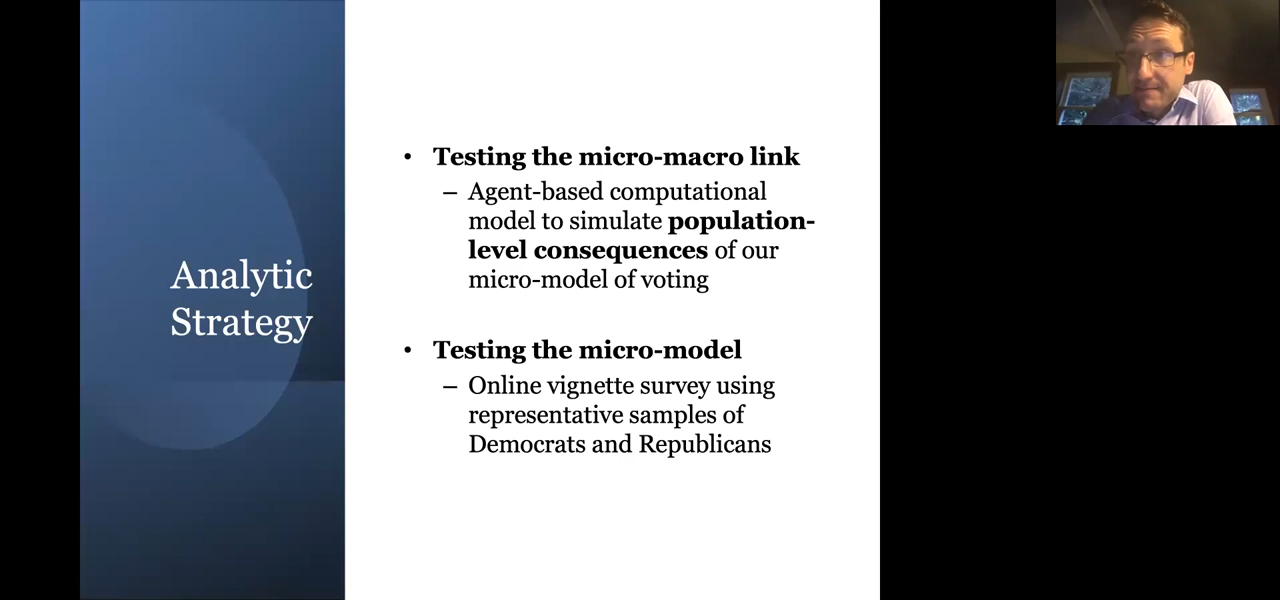 Analytic
Strategy
• Testing the micro-macro link
– Agent-based computational
model to simulate population-
level consequences of our
micro-model of voting
• Testing the micro-model
– Online vignette survey using
representative samples of
Democrats and Republicans